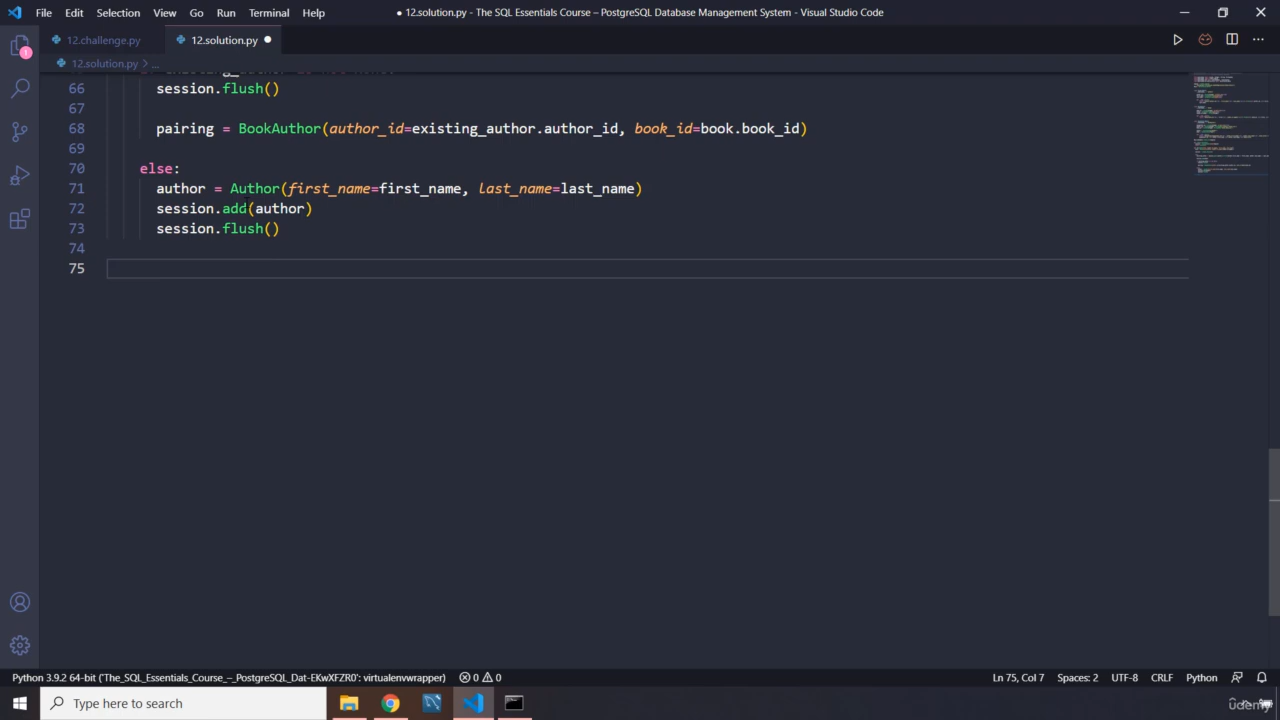 File Edit Selection View Go Run Terminal Help
● 12.solution.py - The SQL Essentials Course – PostgreSQL Database Management System - Visual Studio Code
12.challenge.py 12.solution.py
12.solution.py > ...
66 session.flush()
67
68 pairing = BookAuthor(author_id=existing_author.author_id, book_id=book.book_id)
69
70 else:
71 author = Author(first_name=first_name, last_name=last_name)
72 session.add(author)
73 session.flush()
74
75
1
Python 3.9.2 64-bit ('The_SQL_Essentials_Course_–_PostgreSQL_Dat-EKwXFZR0': virtualenvwrapper) 0 0 Ln 75, Col 7 Spaces: 2 UTF-8 CRLF Python
Type here to search
udemy